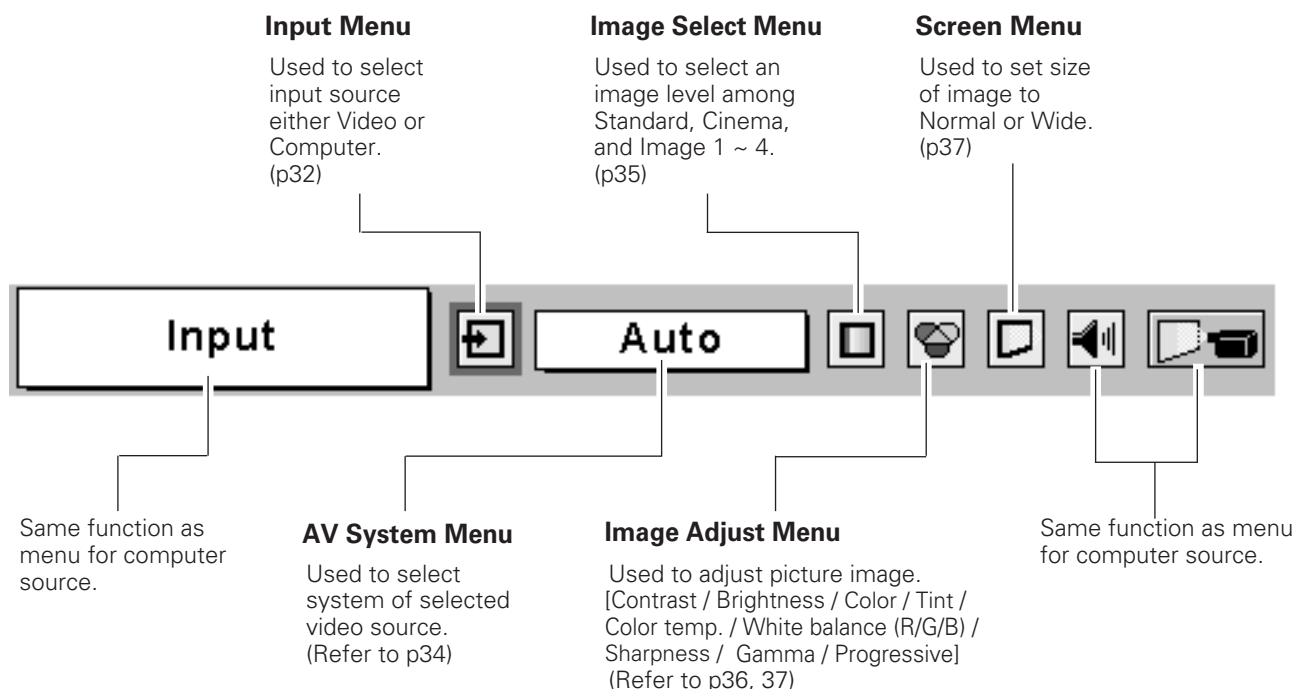 Input Menu
Used to select
input source
either Video or
Computer.
(p32)
Image Select Menu
Used to select an
image level among
Standard, Cinema,
and Image 1 ~ 4.
(p35)
Screen Menu
Used to set size
of image to
Normal or Wide.
(p37)
Input
Auto
Same function as
menu for computer
source.
AV System Menu
Used to select
system of selected
video source.
(Refer to p34)
Image Adjust Menu
Used to adjust picture image.
[Contrast / Brightness / Color / Tint /
Color temp. / White balance (R/G/B) /
Sharpness /  Gamma / Progressive]
(Refer to p36, 37)
Same function as menu
for computer source.